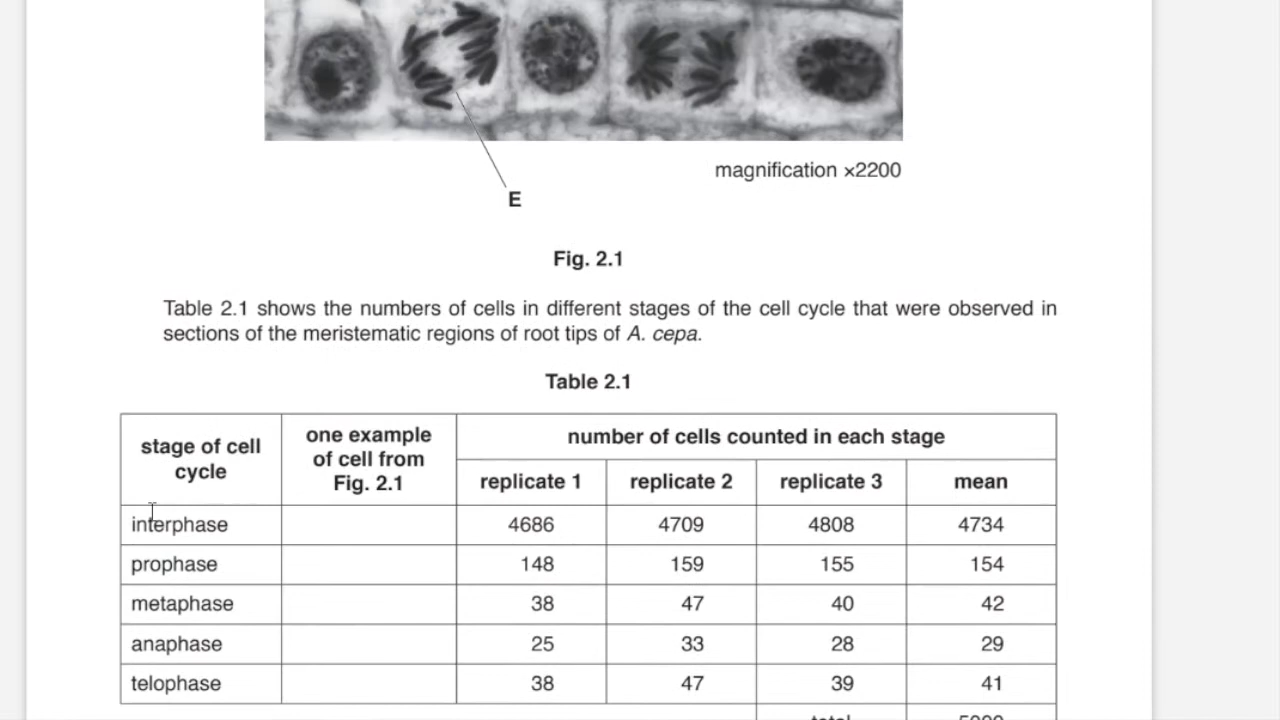 magnification ×2200
E
Fig. 2.1
Table 2.1 shows the numbers of cells in different stages of the cell cycle that were observed in
sections of the meristematic regions of root tips of A. cepa.
Table 2.1
stage of cell
cycle
one example
of cell from
Fig. 2.1
number of cells counted in each stage
replicate 1 replicate 2 replicate 3 mean
interphase 4686 4709 4808 4734
prophase 148 159 155 154
metaphase 38 47 40 42
anaphase 25 33 28 29
telophase 38 47 39 41
total 5000